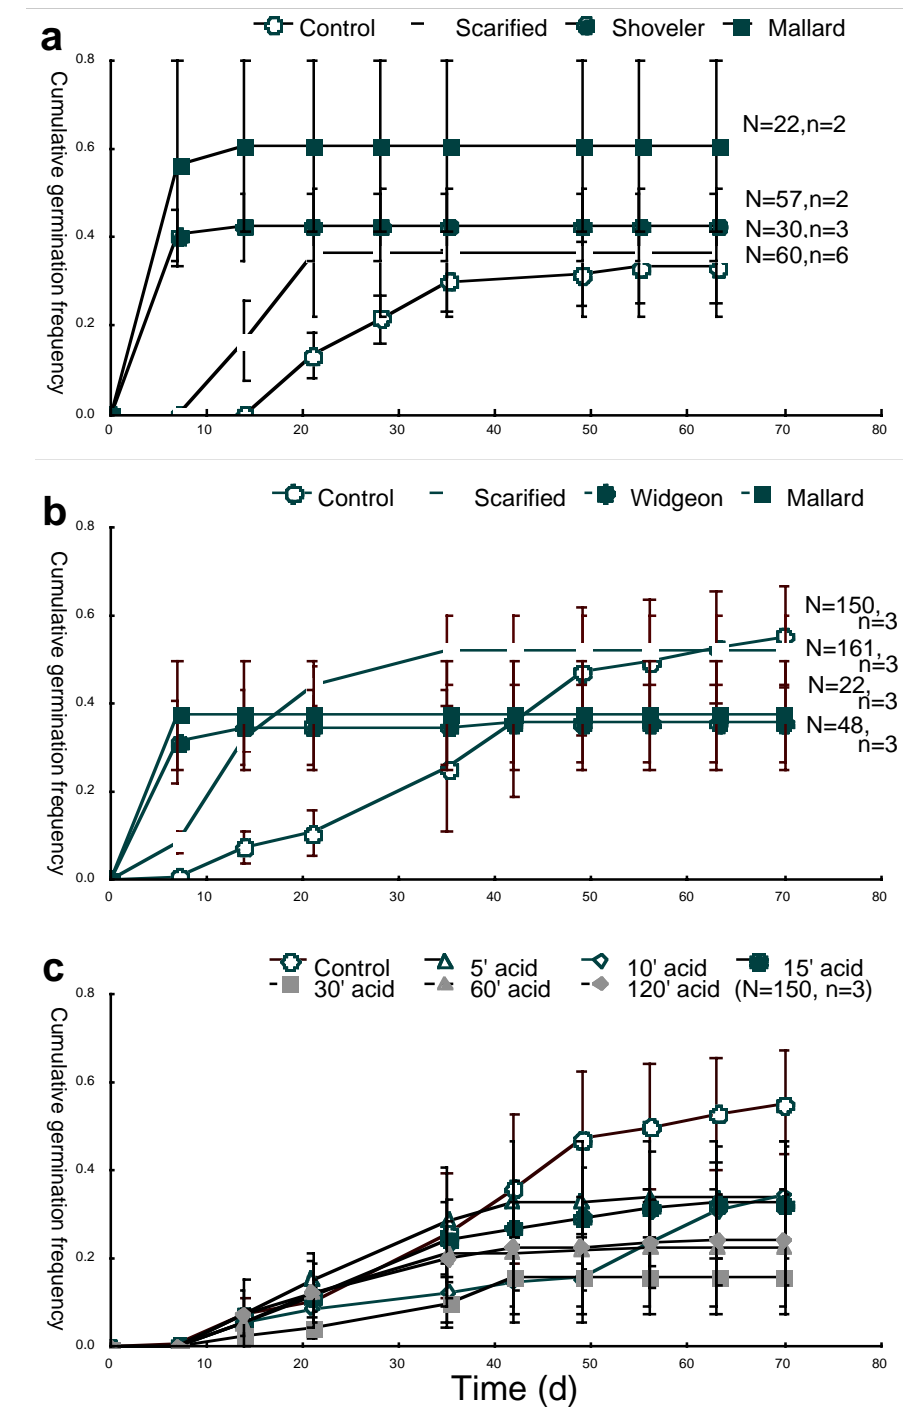 a
Control Scarified Shoveler Mallard
Cumulative germination frequency
0.8
0.6
0.4
0.2
0.0
N=22,n=2
N=57,n=2
N=30.n=3
N=60,n=6
0 10 20 30 40 50 60 70 80
b
Control Scarified Widgeon Mallard
Cumulative germination frequency
0.8
0.6
0.4
0.2
0.0
N=150,
n=3
N=161,
n=3
N=22,
n=3
N=48,
n=3
0 10 20 30 40 50 60 70 80
c
Control 5' acid 10' acid 15' acid
30' acid 60' acid 120' acid (N=150, n=3)
Cumulative germination frequency
0.8
0.6
0.4
0.2
0.0
0 10 20 30 40 50 60 70 80
Time (d)